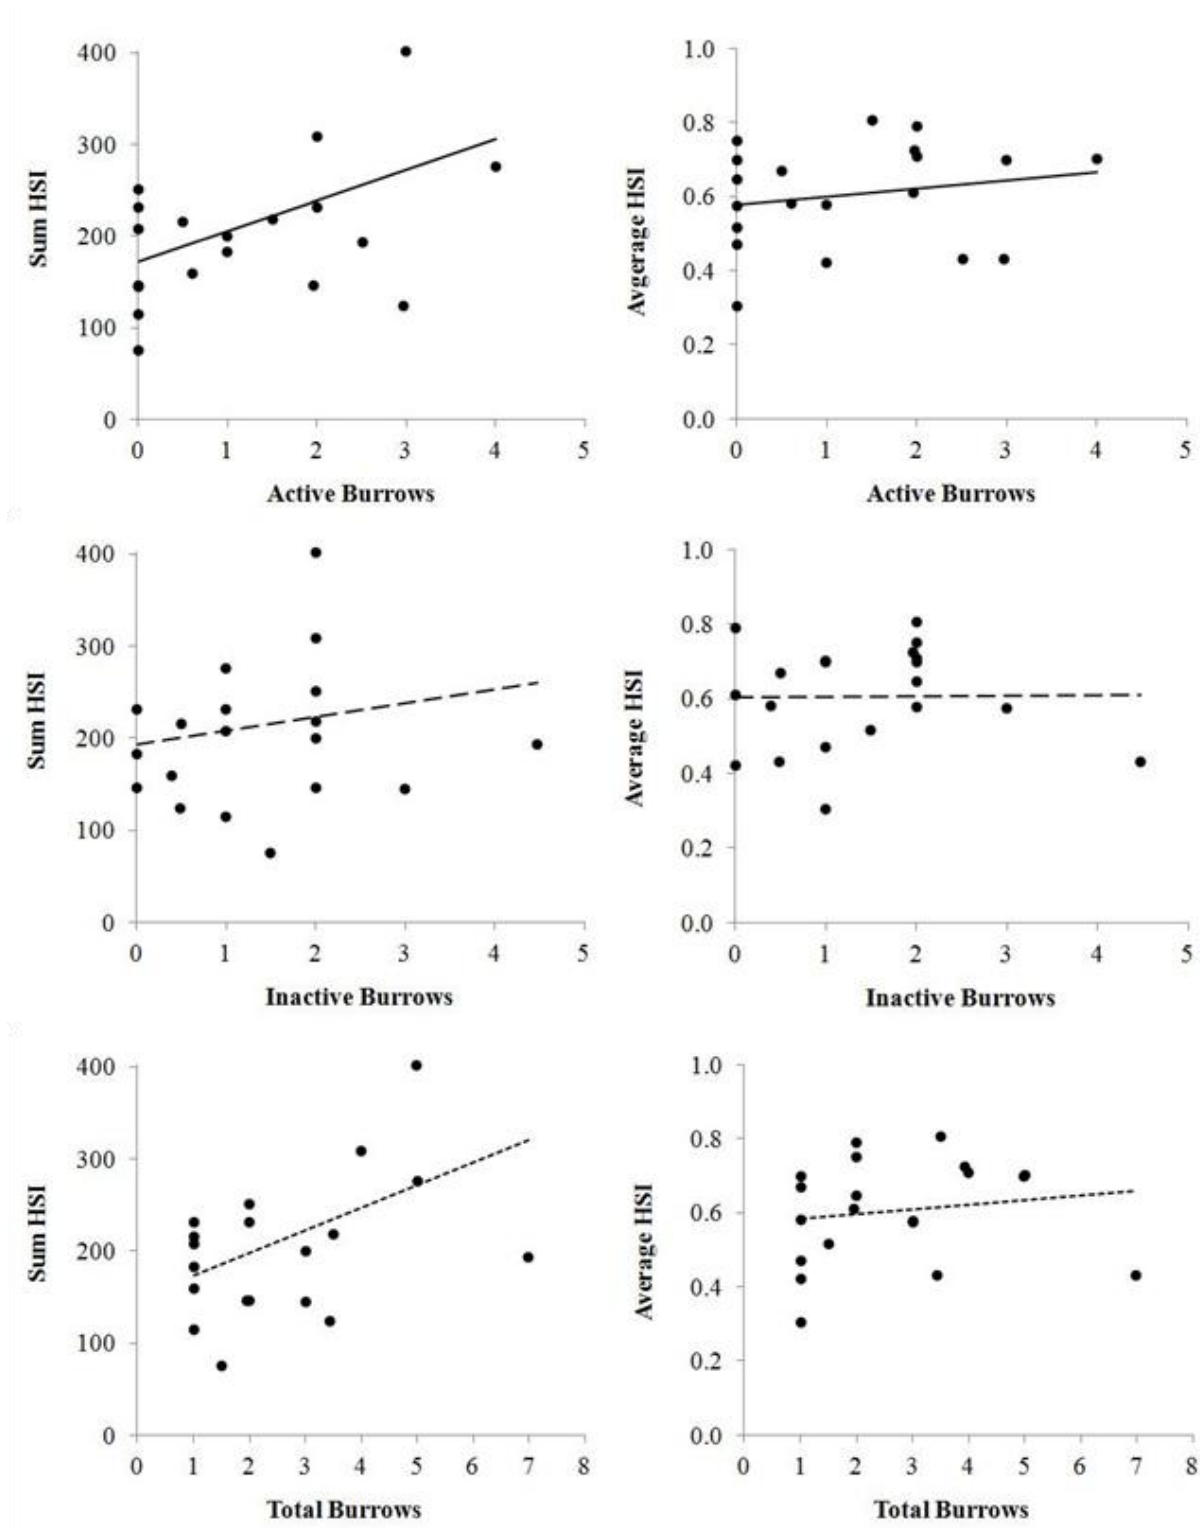 400
300
200
100
0
Sum HSI
0 1 2 3 4 5
Active Burrows
1.0
0.8
0.6
0.4
0.2
0.0
Avgerage HSI
0 1 2 3 4 5
Active Burrows
400
300
200
100
0
Sum HSI
0 1 2 3 4 5
Inactive Burrows
1.0
0.8
0.6
0.4
0.2
0.0
Average HSI
0 1 2 3 4 5
Inactive Burrows
400
300
200
100
0
Sum HSI
0 1 2 3 4 5 6 7 8
Total Burrows
1.0
0.8
0.6
0.4
0.2
0.0
Average HSI
0 1 2 3 4 5 6 7 8
Total Burrows